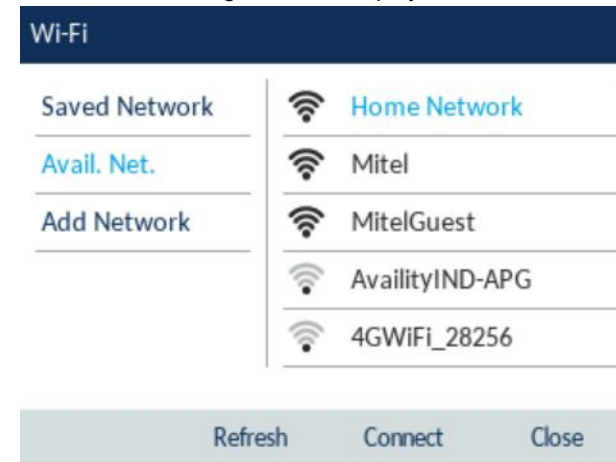 Wi-Fi
Saved Network
Avail. Net.
Add Network
Home Network
Mitel
MitelGuest
AvailityIND-APG
4GWiFi_28256
Refresh Connect Close